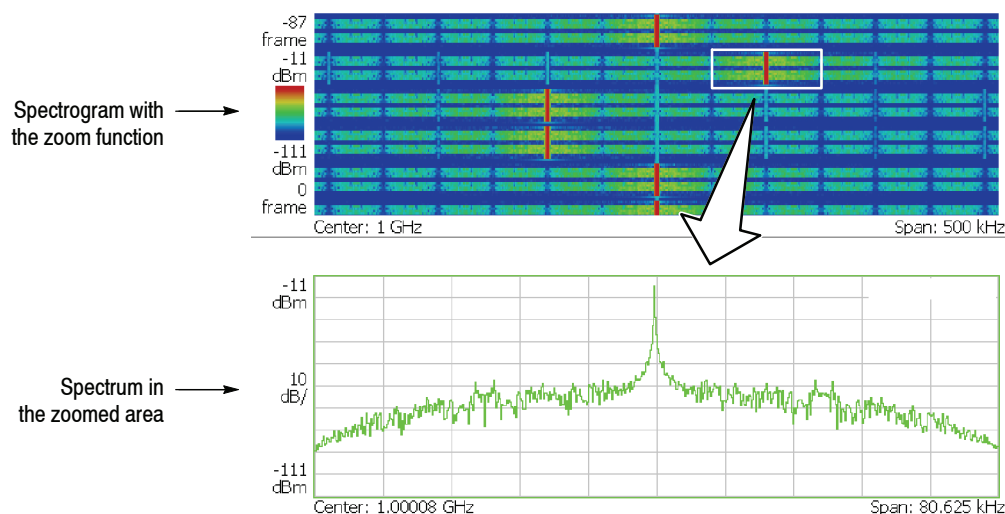 -87
frame
-11
dBm
Spectrogram with
the zoom function
-111
dBm
0
frame
Center: 1 GHz
Span: 500 kHz
-11
dBm
10
dB/
Spectrum in
the zoomed area
-111
dBm
Center: 1.00008 GHz
Span: 80.625 kHz